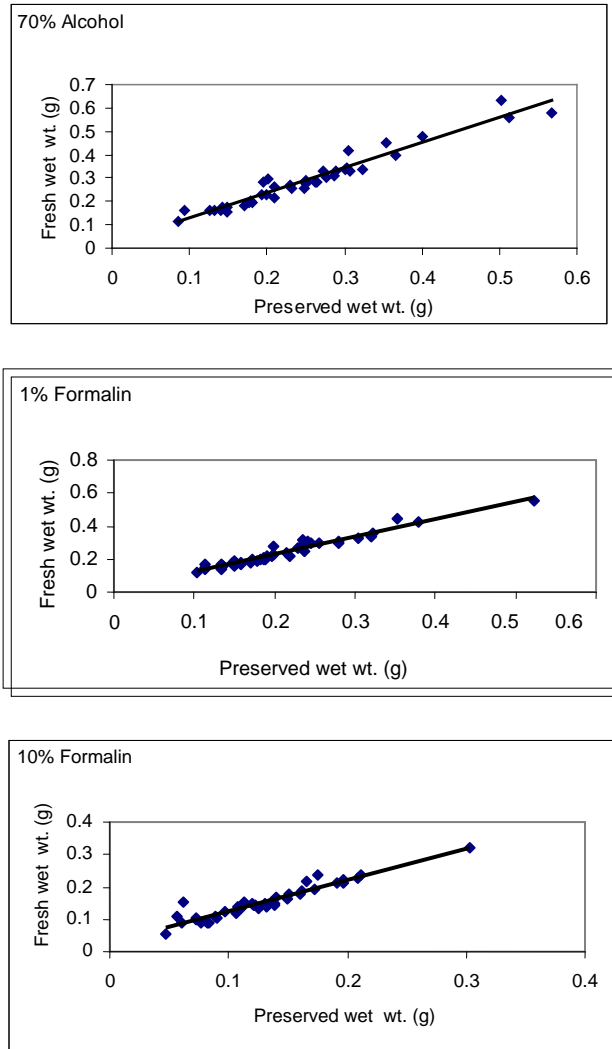 70% Alcohol
0.7
0.6
0.5
0.4
0.3
0.2
0.1
0
Fresh wet wt. (g)
0 0.1 0.2 0.3 0.4 0.5 0.6
Preserved wet wt. (g)
1% Formalin
0.8
0.6
0.4
0.2
0
Fresh wet wt. (g)
0 0.1 0.2 0.3 0.4 0.5 0.6
Preserved wet wt. (g)
10% Formalin
0.4
0.3
0.2
0.1
0
Fresh wet wt. (g)
0 0.1 0.2 0.3 0.4
Preserved wet wt. (g)